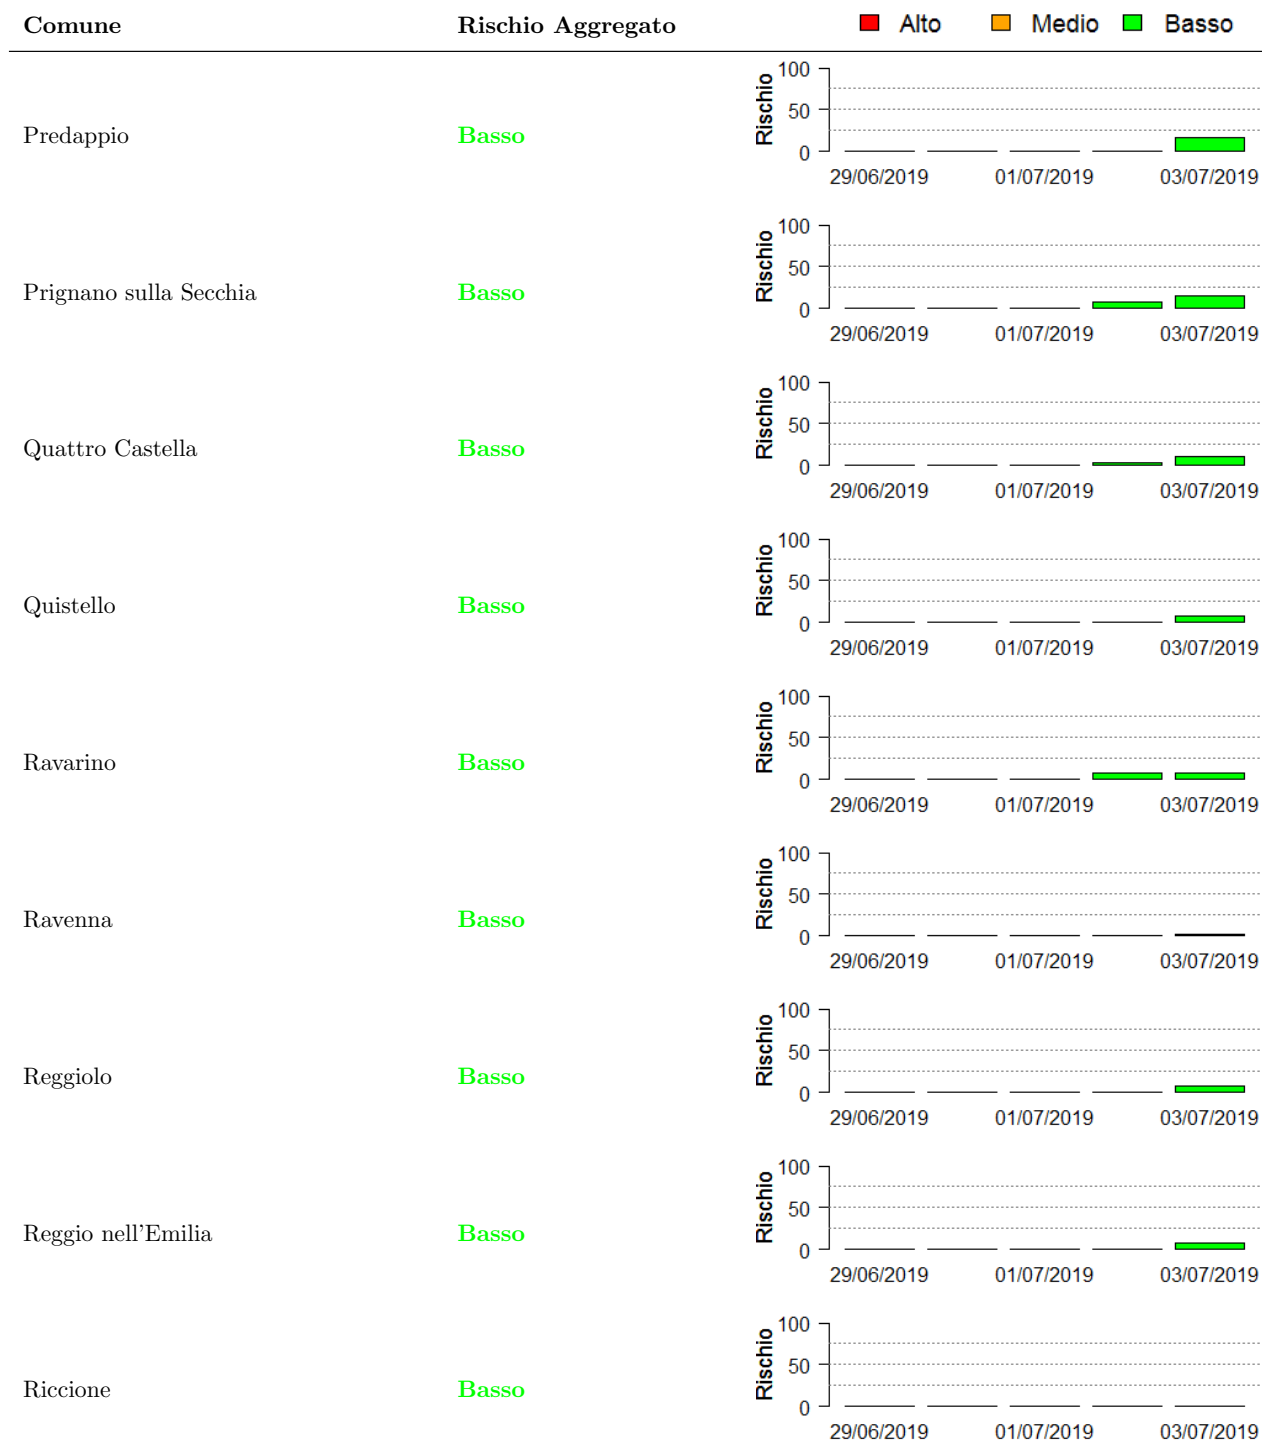 Comune Rischio Aggregato Alto Medio Basso
Predappio Basso Rischio 100 50 0
29/06/2019 01/07/2019 03/07/2019
Prignano sulla Secchia Basso Rischio 100 50 0
29/06/2019 01/07/2019 03/07/2019
Quattro Castella Basso Rischio 100 50 0
29/06/2019 01/07/2019 03/07/2019
Quistello Basso Rischio 100 50 0
29/06/2019 01/07/2019 03/07/2019
Ravarino Basso Rischio 100 50 0
29/06/2019 01/07/2019 03/07/2019
Ravenna Basso Rischio 100 50 0
29/06/2019 01/07/2019 03/07/2019
Reggiolo Basso Rischio 100 50 0
29/06/2019 01/07/2019 03/07/2019
Reggio nell'Emilia Basso Rischio 100 50 0
29/06/2019 01/07/2019 03/07/2019
Riccione Basso Rischio 100 50 0
29/06/2019 01/07/2019 03/07/2019